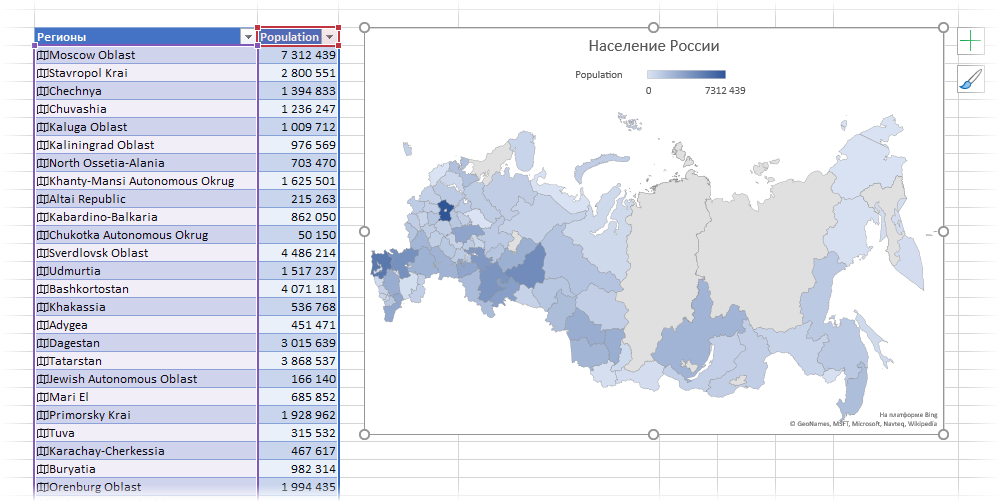 Регионы Population
Moscow Oblast 7 312 439
Stavropol Krai 2 800 551
Chechnya 1 394 833
Chuvashia 1 236 247
Kaluga Oblast 1 009 712
Kaliningrad Oblast 976 569
North Ossetia-Alania 703 470
Khanty-Mansi Autonomous Okrug 1 625 501
Altai Republic 215 263
Kabardino-Balkaria 862 050
Chukotka Autonomous Okrug 50 150
Sverdlovsk Oblast 4 486 214
Udmurtia 1 517 237
Bashkortostan 4 071 181
Khakassia 536 768
Adygea 451 471
Dagestan 3 015 639
Tatarstan 3 868 537
Jewish Autonomous Oblast 166 140
Mari El 685 852
Primorsky Krai 1 928 962
Tuva 315 532
Karachay-Cherkessia 467 617
Buryatia 982 314
Orenburg Oblast 1 994 435
Население России
Population
0 7312 439
На платформе Bing
© GeoNames, MSFT, Microsoft, Navteq, Wikipedia